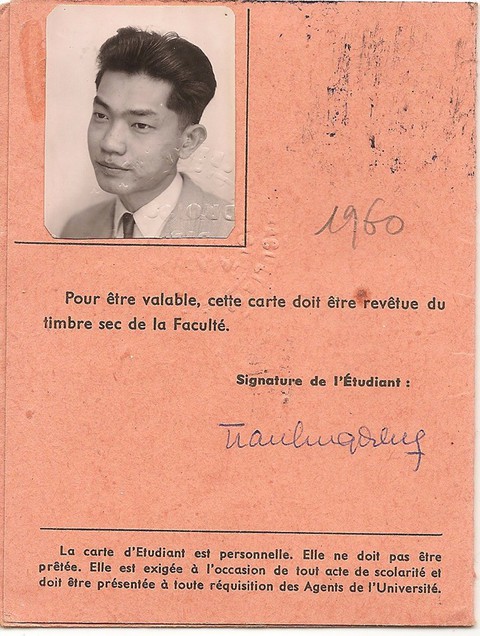 1960
Pour être valable, cette carte doit être revêtue du
timbre sec de la Faculté.
Signature de l'Étudiant :
La carte d'Etudiant est personnelle. Elle ne doit pas être
prêtée. Elle est exigée à l'occasion de tout acte de scolarité et
doit être présentée à toute réquisition des Agents de l'Université.